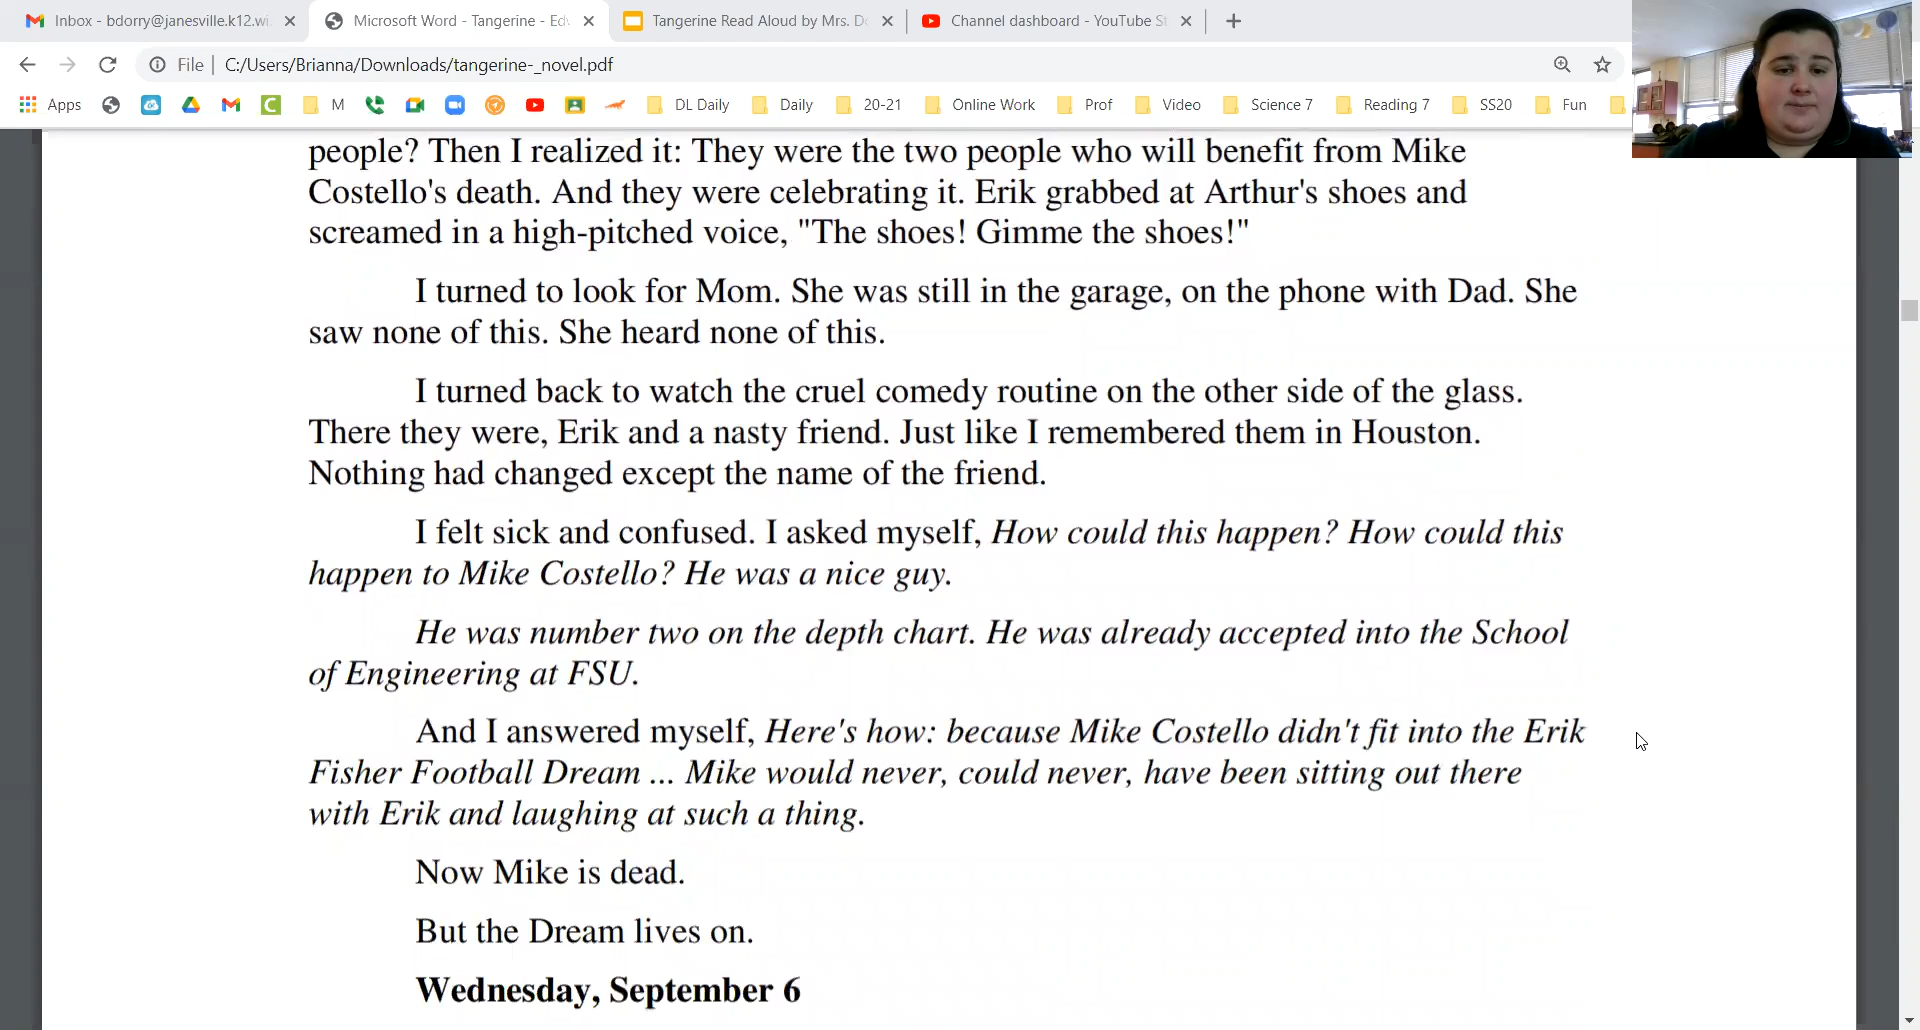 Inbox - bdorry@janesville.k12.wi.
Microsoft Word - Tangerine - Ed
Tangerine Read Aloud by Mrs. Do
Channel dashboard - YouTube St
File
C:/Users/Brianna/Downloads/tangerine-_novel.pdf
Apps
M
DL Daily
Daily
20-21
Online Work
Prof
Video
Science 7
Reading 7
SS20
Fun
people? Then I realized it: They were the two people who will benefit from Mike
Costello's death. And they were celebrating it. Erik grabbed at Arthur's shoes and
screamed in a high-pitched voice, "The shoes! Gimme the shoes!"
I turned to look for Mom. She was still in the garage, on the phone with Dad. She
saw none of this. She heard none of this.
I turned back to watch the cruel comedy routine on the other side of the glass.
There they were, Erik and a nasty friend. Just like I remembered them in Houston.
Nothing had changed except the name of the friend.
I felt sick and confused. I asked myself, How could this happen? How could this
happen to Mike Costello? He was a nice guy.
He was number two on the depth chart. He was already accepted into the School
of Engineering at FSU.
And I answered myself, Here's how: because Mike Costello didn't fit into the Erik
Fisher Football Dream ... Mike would never, could never, have been sitting out there
with Erik and laughing at such a thing.
Now Mike is dead.
But the Dream lives on.
Wednesday, September 6